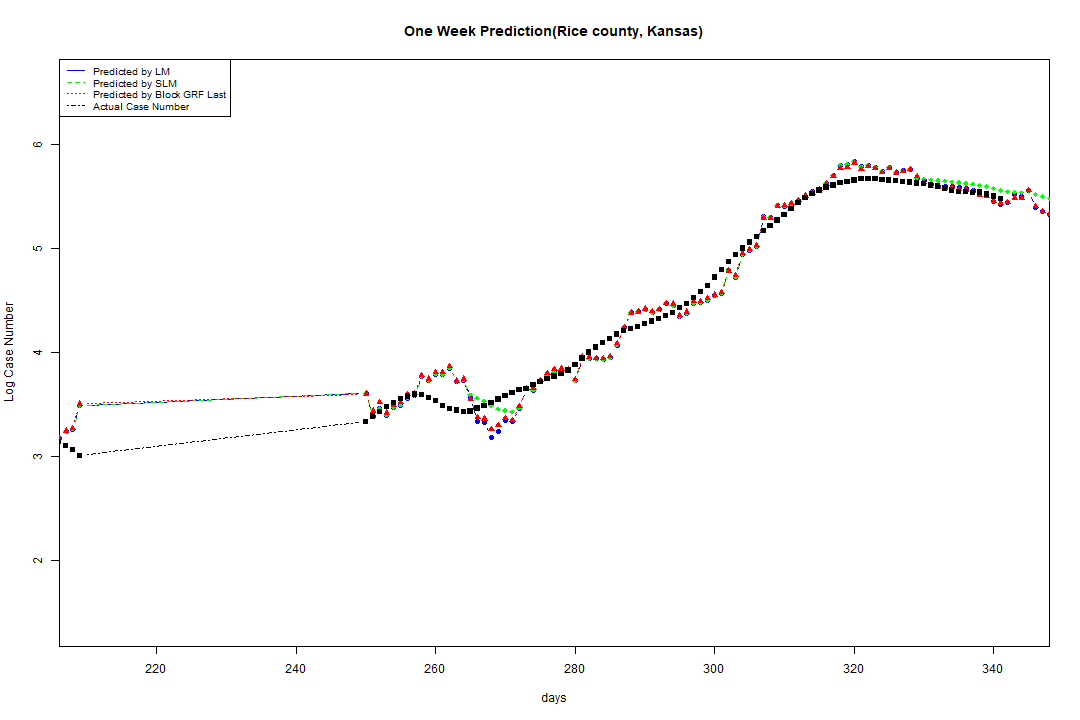 One Week Prediction(Rice county, Kansas)
Predicted by LM
Predicted by SLM
Predicted by Block GRF Last
Actual Case Number
6
5
4
3
2
Log Case Number
220 240 260 280 300 320 340
days